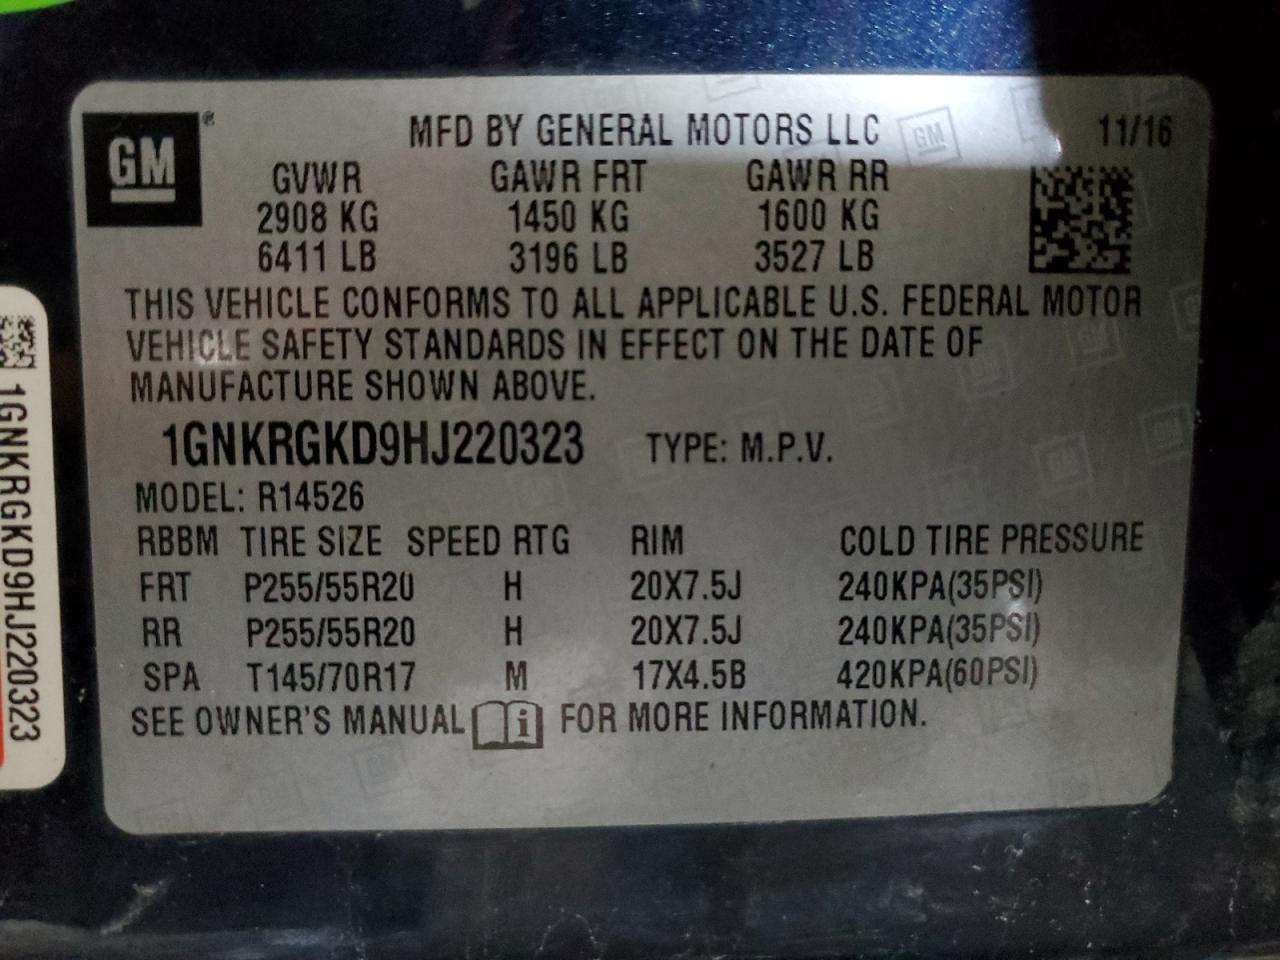 GM ®
MFD BY GENERAL MOTORS LLC
11/16
GVWR GAWR FRT GAWR RR
2908 KG 1450 KG 1600 KG
6411 LB 3196 LB 3527 LB
THIS VEHICLE CONFORMS TO ALL APPLICABLE U.S. FEDERAL MOTOR
VEHICLE SAFETY STANDARDS IN EFFECT ON THE DATE OF
MANUFACTURE SHOWN ABOVE.
1GNKRGKD9HJ220323 TYPE: M.P.V.
MODEL: R14526
RBBM TIRE SIZE SPEED RTG RIM COLD TIRE PRESSURE
FRT P255/55R20 H 20X7.5J 240KPA(35PSI)
RR P255/55R20 H 20X7.5J 240KPA(35PSI)
SPA T145/70R17 M 17X4.5B 420KPA(60PSI)
SEE OWNER'S MANUAL i FOR MORE INFORMATION.
1GNKRGKD9HJ220323